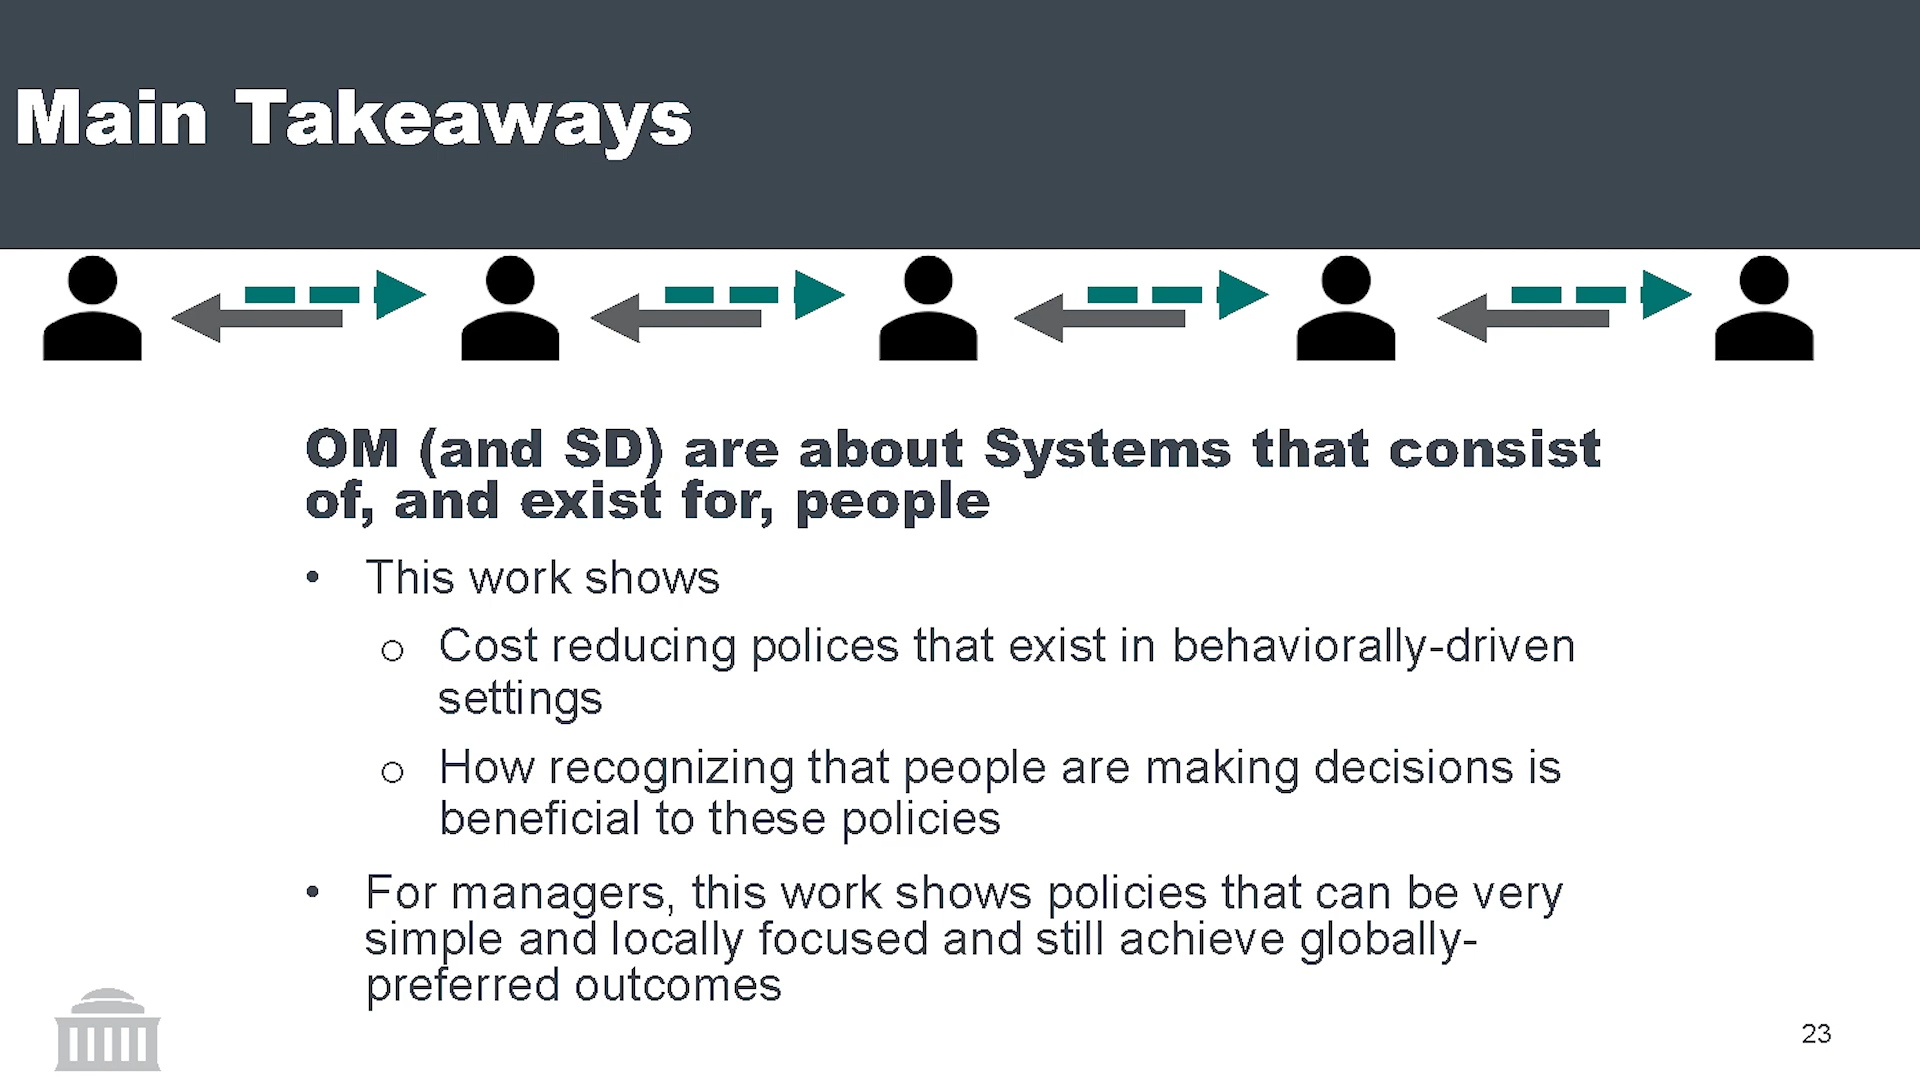 Main Takeaways
OM (and SD) are about Systems that consist
of, and exist for, people
• This work shows
o Cost reducing polices that exist in behaviorally-driven
settings
o How recognizing that people are making decisions is
beneficial to these policies
• For managers, this work shows policies that can be very
simple and locally focused and still achieve globally-
preferred outcomes
23